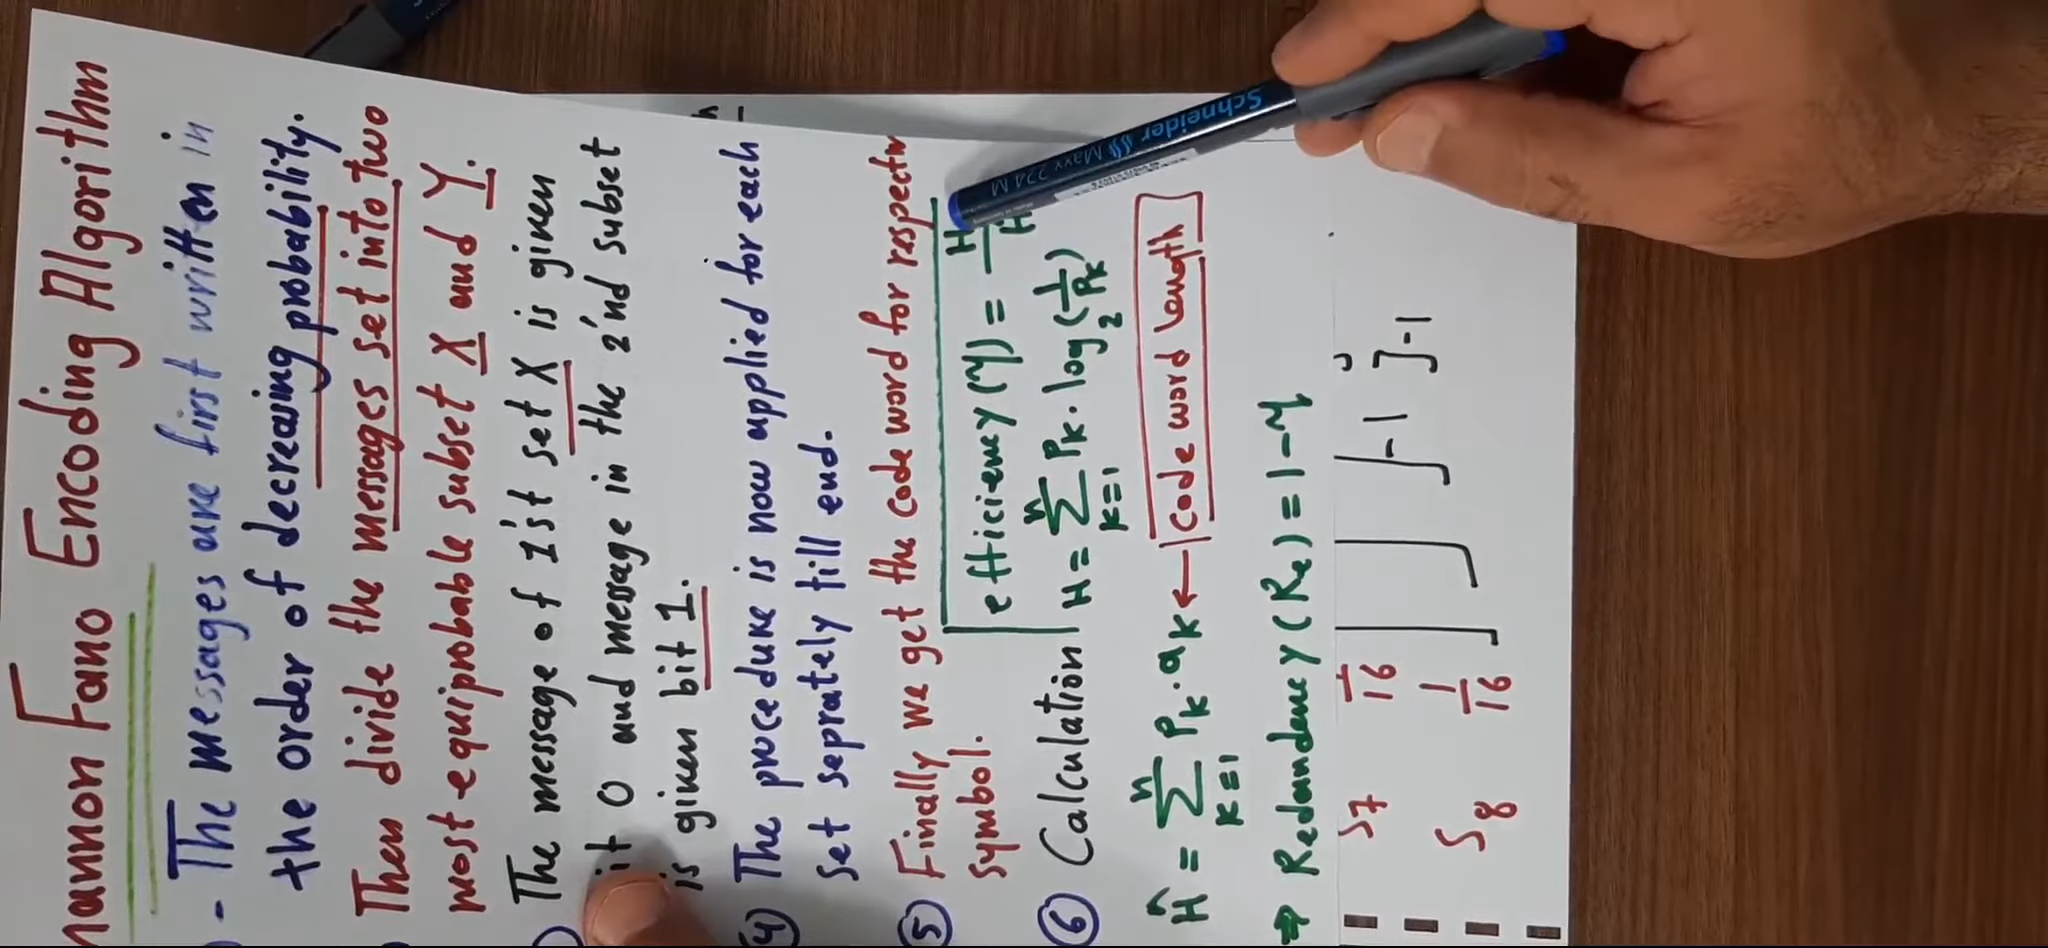 Fano Encoding Algorithm
- The messages are first written in
the order of decreasing probability.
Then divide the messages set into two
most equiprobable subset X and Y.
The message of 1'st set X is given
0 and message in the 2'nd subset
is given bit 1.
④ The procedure is now applied for each
set seprately till end.
⑤ Finally we get the code word for
symbol.
⑥ Calculation
efficiency (η) =
H = n Σ K=1 PK . log2 (1/PK)
Ĥ = n Σ K=1 PK . aK ← code word length
⇒ Redundency (Re) = 1-η
S7 1/16
S8 1/16
Schneider Maxx 224 M